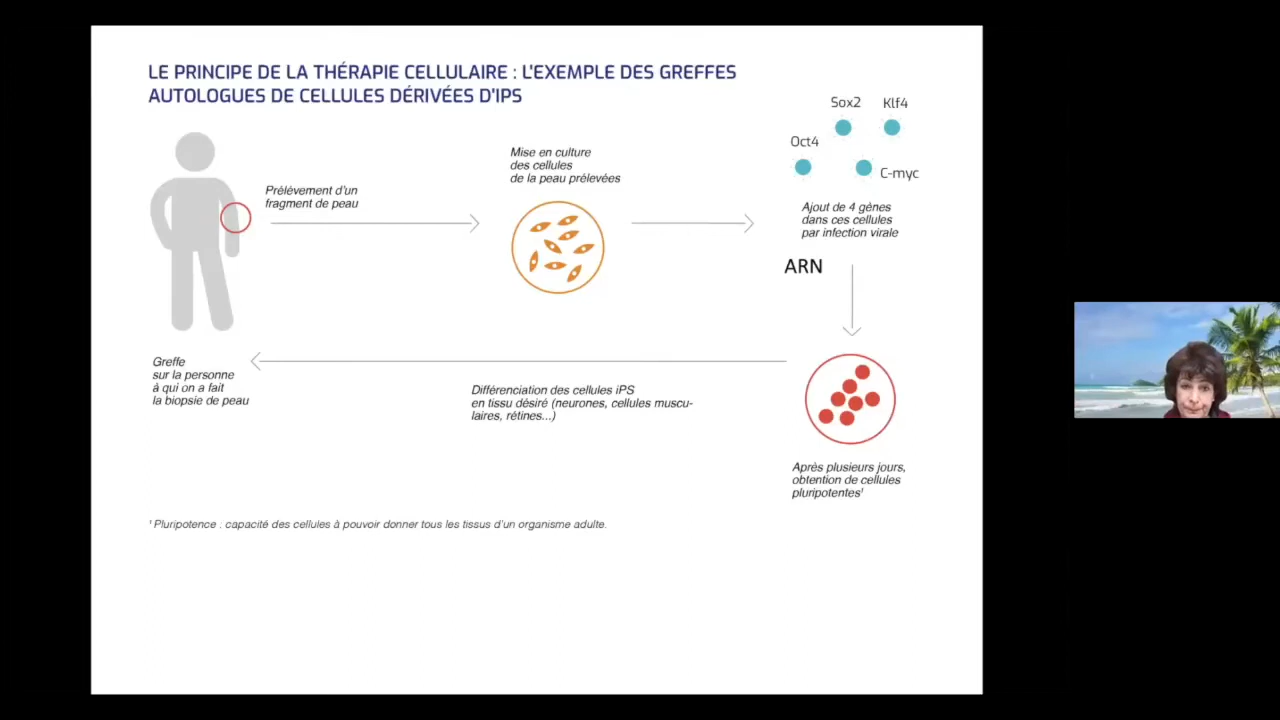 LE PRINCIPE DE LA THÉRAPIE CELLULAIRE : L'EXEMPLE DES GREFFES
AUTOLOGUES DE CELLULES DÉRIVÉES D'IPS
Prélèvement d'un
fragment de peau
Mise en culture
des cellules
de la peau prélevées
Sox2
Klf4
Oct4
C-myc
Ajout de 4 gènes
dans ces cellules
par infection virale
ARN
Greffe
sur la personne
à qui on a fait
la biopsie de peau
Différenciation des cellules iPS
en tissu désiré (neurones, cellules muscu-
laires, rétines...)
Après plusieurs jours,
obtention de cellules
pluripotentes¹
¹ Pluripotence : capacité des cellules à pouvoir donner tous les tissus d'un organisme adulte.